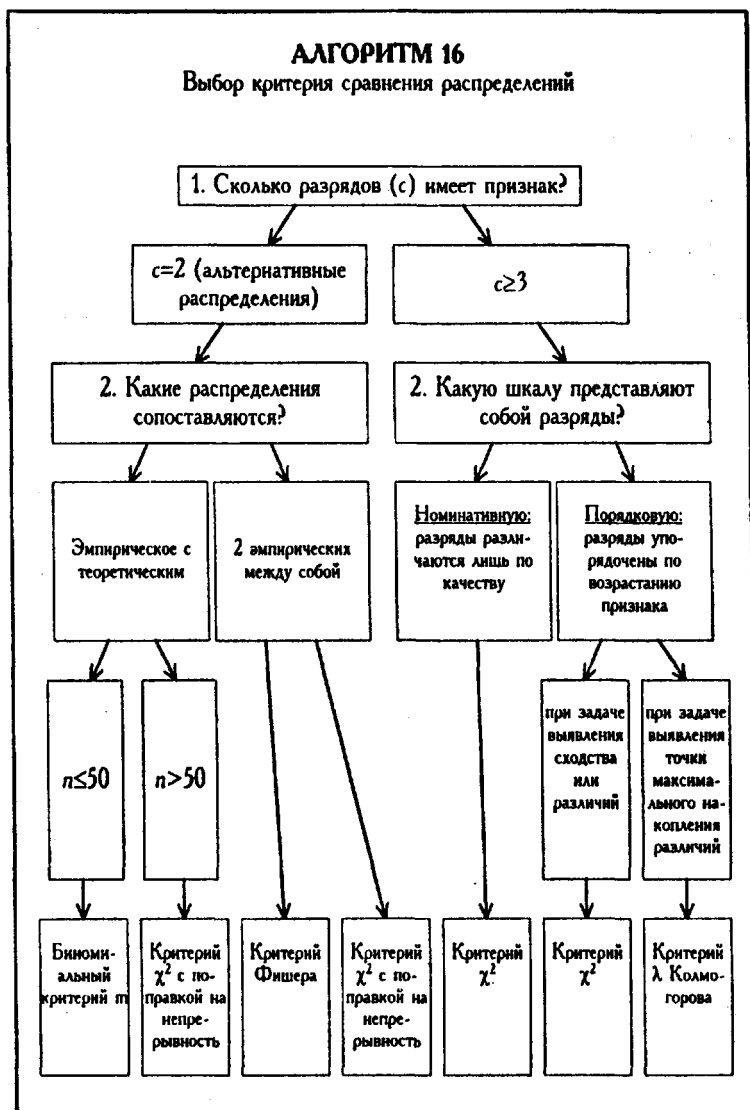 АЛГОРИТМ 16
Выбор критерия сравнения распределений
1. Сколько разрядов (c) имеет признак?
c=2 (альтернативные
распределения)
c≥3
2. Какие распределения
сопоставляются?
2. Какую шкалу представляют
собой разряды?
Эмпирическое с
теоретическим
2 эмпирических
между собой
Номинативную:
разряды разли-
чаются лишь по
качеству
Порядковую:
разряды упо-
рядочены по
возрастанию
признака
n≤50
n>50
при задаче
выявления
сходства
или
различий
при задаче
выявления
точки
максималь-
ного на-
копления
различий
Биноми-
альный
критерий m
Критерий
χ² с по-
правкой на
непре-
рывность
Критерий
Фишера
Критерий
χ² с по-
правкой на
непре-
рывность
Критерий
χ²
Критерий
χ²
Критерий
λ Колмо-
горова